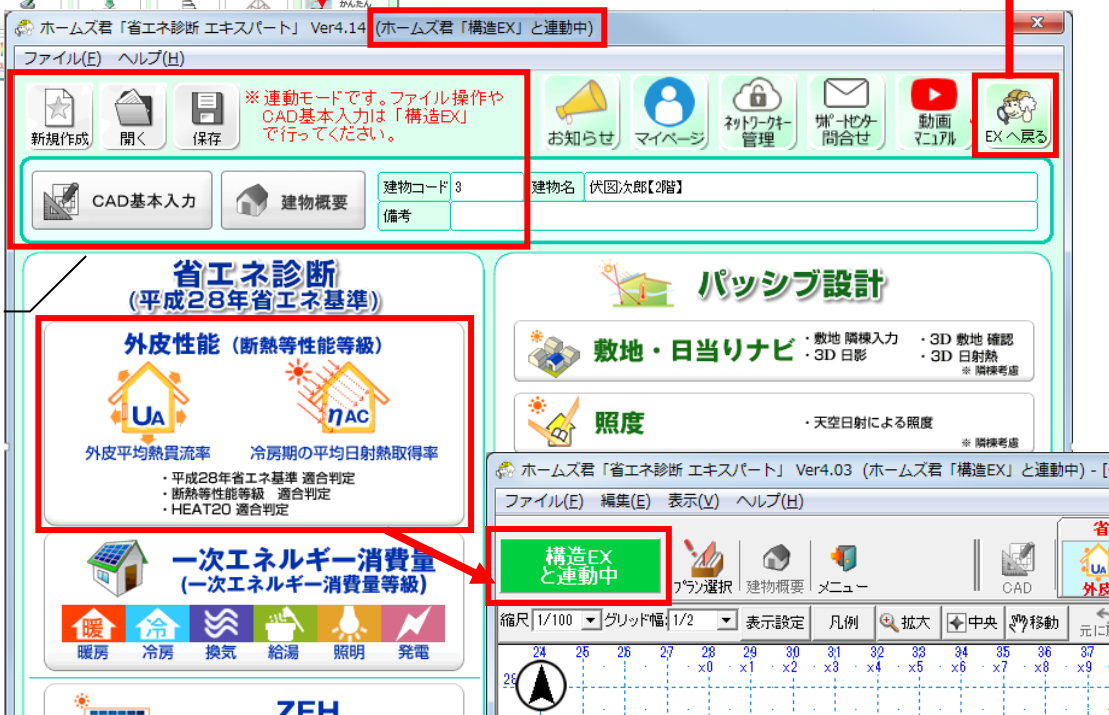 かんたん
ホームズ君「省エネ診断 エキスパート」 Ver4.14 (ホームズ君「構造EX」と連動中)
ファイル(F) ヘルプ(H)
新規作成
開く
保存
※連動モードです。ファイル操作や
CAD基本入力は「構造EX」
で行ってください。
お知らせ
マイページ
ネットワークキー
管理
サポートセンター
問合せ
動画
マニュアル
EXへ戻る
CAD基本入力
建物概要
建物コード 3
建物名 伏図次郎【2階】
備考
省エネ診断
(平成28年省エネ基準)
外皮性能(断熱等性能等級)
UA
ηAC
外皮平均熱貫流率
冷房期の平均日射熱取得率
・平成28年省エネ基準 適合判定
・断熱等性能等級 適合判定
・HEAT20 適合判定
一次エネルギー消費量
(一次エネルギー消費量等級)
暖
冷
暖房 冷房 換気 給湯 照明 発電
ZEH
パッシブ設計
敷地・日当りナビ
・敷地 隣棟入力 ・3D 敷地 確認
・3D 日影 ・3D 日射熱
※ 隣棟考慮
照度
・天空日射による照度
※ 隣棟考慮
ホームズ君「省エネ診断 エキスパート」 Ver4.03 (ホームズ君「構造EX」と連動中) - [
ファイル(F) 編集(E) 表示(V) ヘルプ(H)
構造EX
と連動中
プラン選択
建物概要
メニュー
CAD
省
UA
外皮
縮尺 1/100 グリッド幅: 1/2 表示設定 凡例 拡大 中央 移動 元に
24 25 26 27 28 29 30 31 32 33 34 35 36 37
x0 x1 x2 x3 x4 x5 x6 x7 x8 x9
28